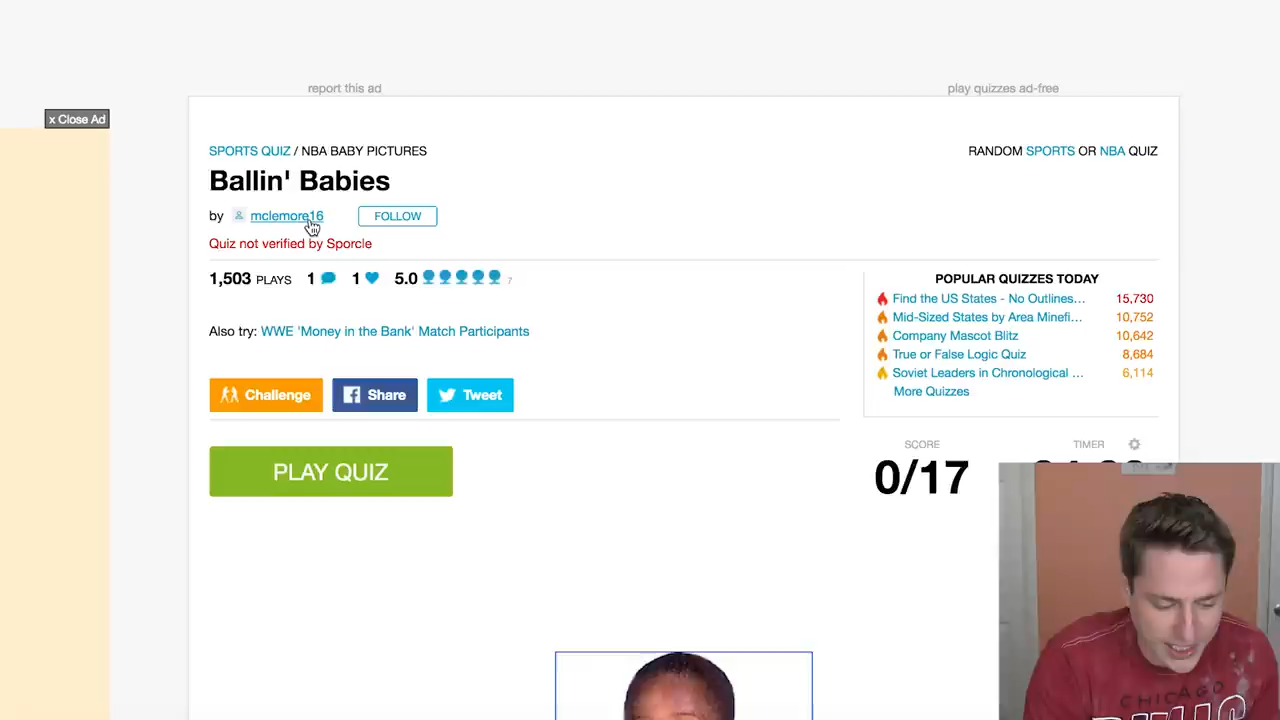 report this ad
play quizzes ad-free
x Close Ad
SPORTS QUIZ / NBA BABY PICTURES
RANDOM SPORTS OR NBA QUIZ
Ballin' Babies
by mclemore16 FOLLOW
Quiz not verified by Sporcle
1,503 PLAYS 1 1 5.0 7
POPULAR QUIZZES TODAY
Find the US States - No Outlines... 15,730
Mid-Sized States by Area Minefi... 10,752
Company Mascot Blitz 10,642
True or False Logic Quiz 8,684
Soviet Leaders in Chronological ... 6,114
More Quizzes
Also try: WWE 'Money in the Bank' Match Participants
Challenge Share Tweet
SCORE TIMER
0/17
PLAY QUIZ
CHICAGO